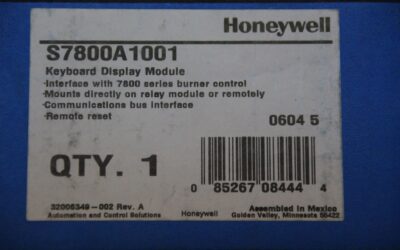 Honeywell
S7800A1001
Keyboard Display Module
•Interface with 7800 series burner control
•Mounts directly on relay module or remotely
•Communications bus interface
•Remote reset
0604 5
QTY. 1
0 85267 08444 4
32006349-002 Rev. A
Assembled in Mexico
Automation and Control Solutions Honeywell Golden Valley, Minnesota 55422